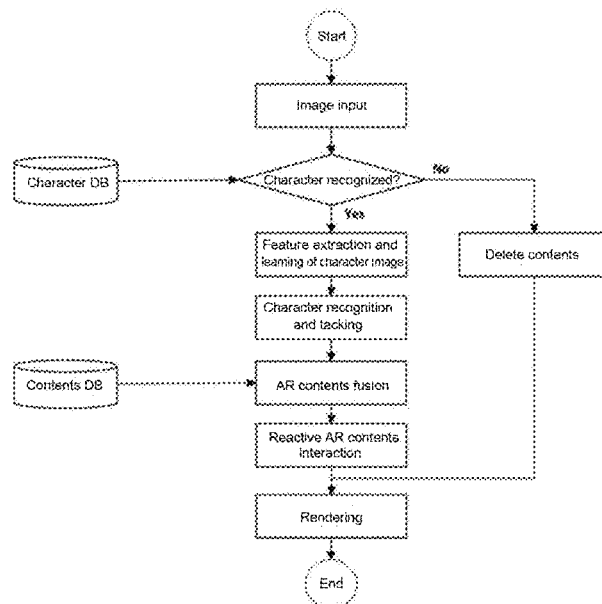 Start
Image input
Character DB
Character recognized?
No
Yes
Feature extraction and
learning of character image
Delete contents
Character recognition
and tacking
Contents DB
AR contents fusion
Reactive AR contents
interaction
Rendering
End